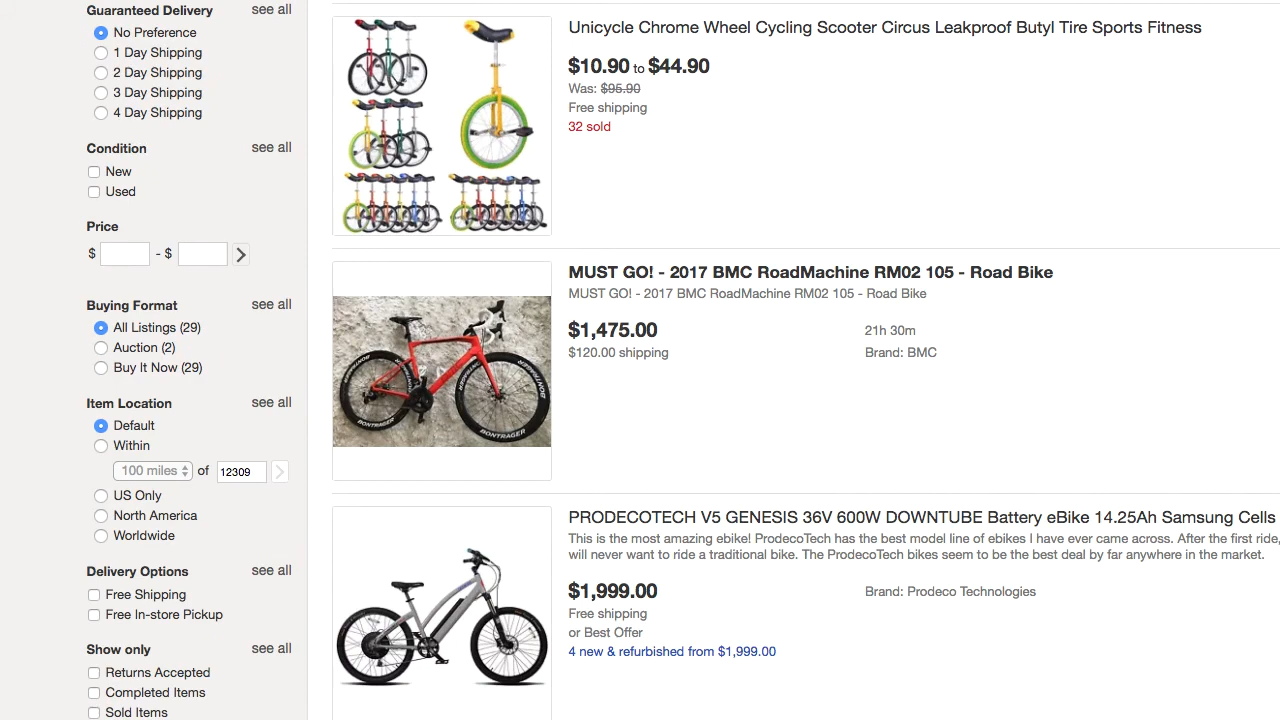 Guaranteed Delivery see all
No Preference
1 Day Shipping
2 Day Shipping
3 Day Shipping
4 Day Shipping
Condition see all
New
Used
Price
$ - $
Buying Format see all
All Listings (29)
Auction (2)
Buy It Now (29)
Item Location see all
Default
Within
100 miles of 12309
US Only
North America
Worldwide
Delivery Options see all
Free Shipping
Free In-store Pickup
Show only see all
Returns Accepted
Completed Items
Sold Items
Unicycle Chrome Wheel Cycling Scooter Circus Leakproof Butyl Tire Sports Fitness
$10.90 to $44.90
Was: $95.90
Free shipping
32 sold
BONTRAGER
BONTRAGER
BONTRAGER
BONTRAGER
MUST GO! - 2017 BMC RoadMachine RM02 105 - Road Bike
MUST GO! - 2017 BMC RoadMachine RM02 105 - Road Bike
$1,475.00 21h 30m
$120.00 shipping Brand: BMC
PRODECOTECH V5 GENESIS 36V 600W DOWNTUBE Battery eBike 14.25Ah Samsung Cells
This is the most amazing ebike! ProdecoTech has the best model line of ebikes I have ever came across. After the first ride,
will never want to ride a traditional bike. The ProdecoTech bikes seem to be the best deal by far anywhere in the market.
$1,999.00 Brand: Prodeco Technologies
Free shipping
or Best Offer
4 new & refurbished from $1,999.00